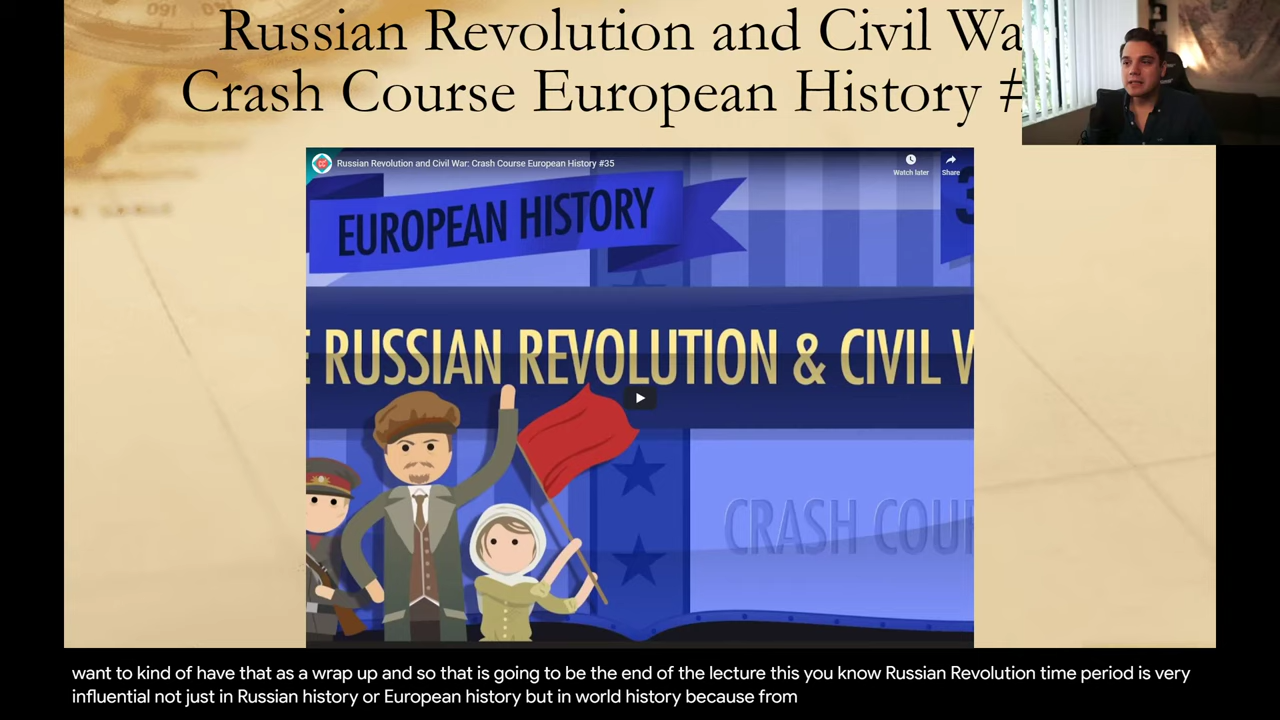 Russian Revolution and Civil Wa
Crash Course European History #
Russian Revolution and Civil War: Crash Course European History #35
Watch later
Share
EUROPEAN HISTORY
3
E RUSSIAN REVOLUTION & CIVIL W
CRASH COUR
want to kind of have that as a wrap up and so that is going to be the end of the lecture this you know Russian Revolution time period is very
influential not just in Russian history or European history but in world history because from